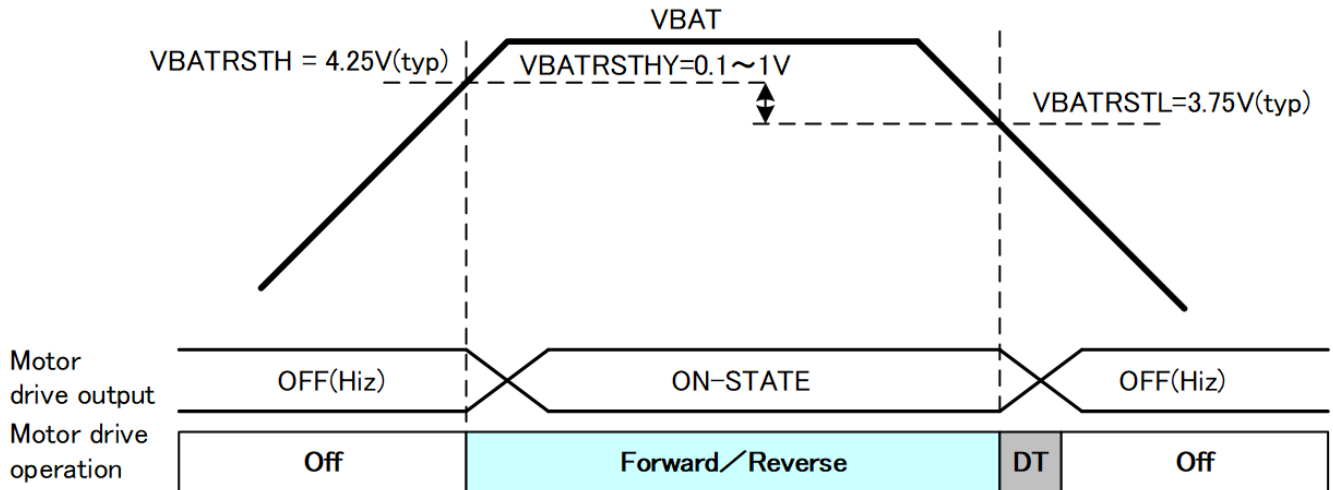 VBAT
VBATRSTH = 4.25V(typ)
VBATRSTHY=0.1～1V
VBATRSTL=3.75V(typ)
Motor
drive output
OFF(Hiz)
ON-STATE
OFF(Hiz)
Motor drive
operation
Off
Forward／Reverse
DT
Off